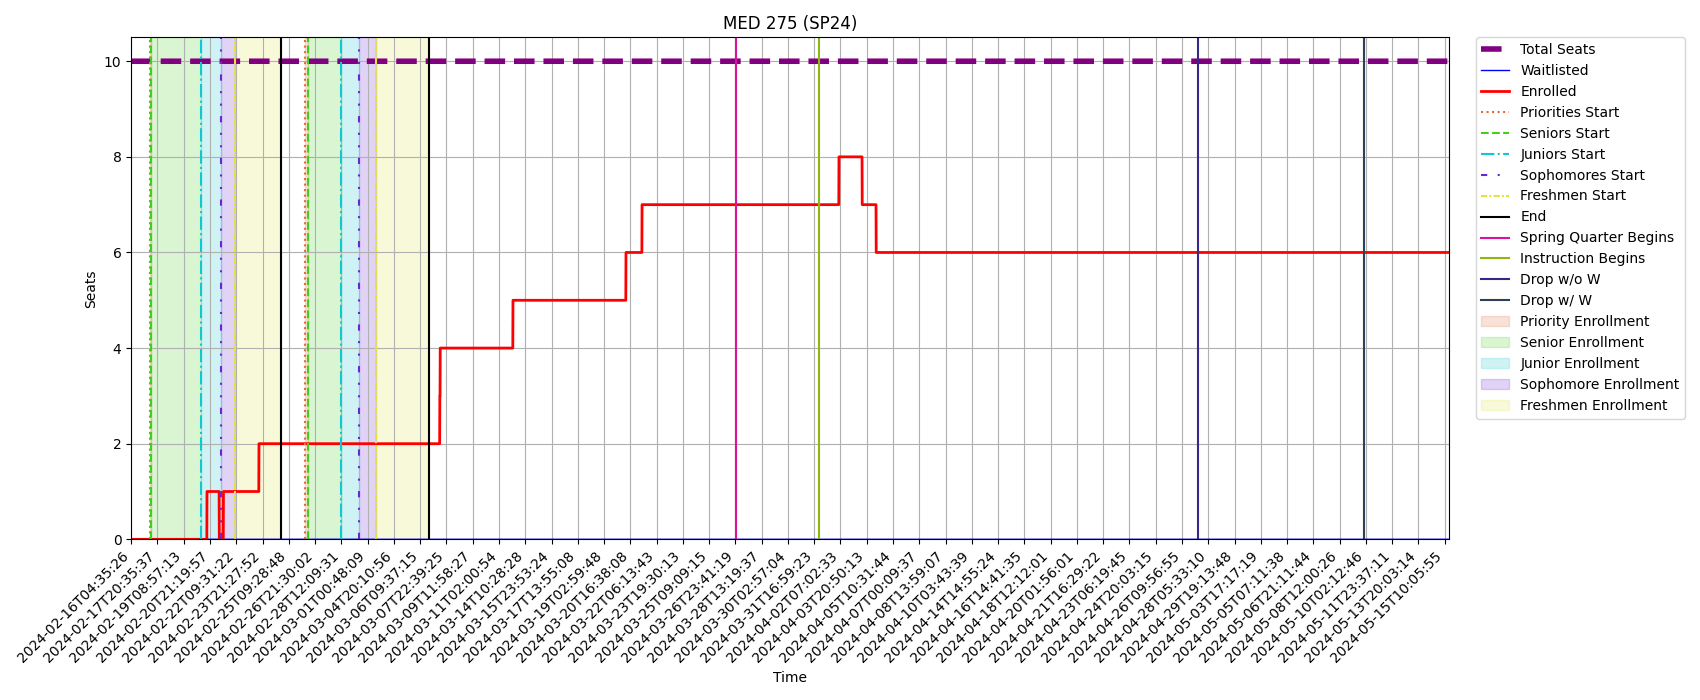 MED 275 (SP24)
Seats
10
8
6
4
2
0
2024-02-16T04:35:26
2024-02-17T20:35:37
2024-02-19T08:57:13
2024-02-20T21:19:57
2024-02-22T09:31:22
2024-02-23T21:27:52
2024-02-25T09:28:48
2024-02-26T21:30:02
2024-02-28T12:09:31
2024-03-01T00:48:09
2024-03-04T20:10:56
2024-03-06T09:37:15
2024-03-07T22:39:25
2024-03-09T11:58:27
2024-03-11T02:00:54
2024-03-14T10:28:28
2024-03-15T23:53:24
2024-03-17T13:55:08
2024-03-19T02:59:48
2024-03-20T16:38:08
2024-03-22T06:13:43
2024-03-23T19:30:13
2024-03-25T09:09:15
2024-03-26T23:41:19
2024-03-28T13:19:37
2024-03-30T02:57:04
2024-03-31T16:59:23
2024-04-02T07:02:33
2024-04-03T20:50:13
2024-04-05T10:31:44
2024-04-07T00:09:37
2024-04-08T13:59:07
2024-04-10T03:43:39
2024-04-14T14:55:24
2024-04-16T14:41:35
2024-04-18T12:12:01
2024-04-20T01:56:01
2024-04-21T16:29:22
2024-04-23T06:19:45
2024-04-24T20:03:15
2024-04-26T09:56:55
2024-04-28T05:33:10
2024-04-29T19:13:48
2024-05-03T17:17:19
2024-05-05T07:11:38
2024-05-06T21:11:44
2024-05-08T12:00:26
2024-05-10T02:12:46
2024-05-11T23:37:11
2024-05-13T20:03:14
2024-05-15T10:05:55
Time
Total Seats
Waitlisted
Enrolled
Priorities Start
Seniors Start
Juniors Start
Sophomores Start
Freshmen Start
End
Spring Quarter Begins
Instruction Begins
Drop w/o W
Drop w/ W
Priority Enrollment
Senior Enrollment
Junior Enrollment
Sophomore Enrollment
Freshmen Enrollment